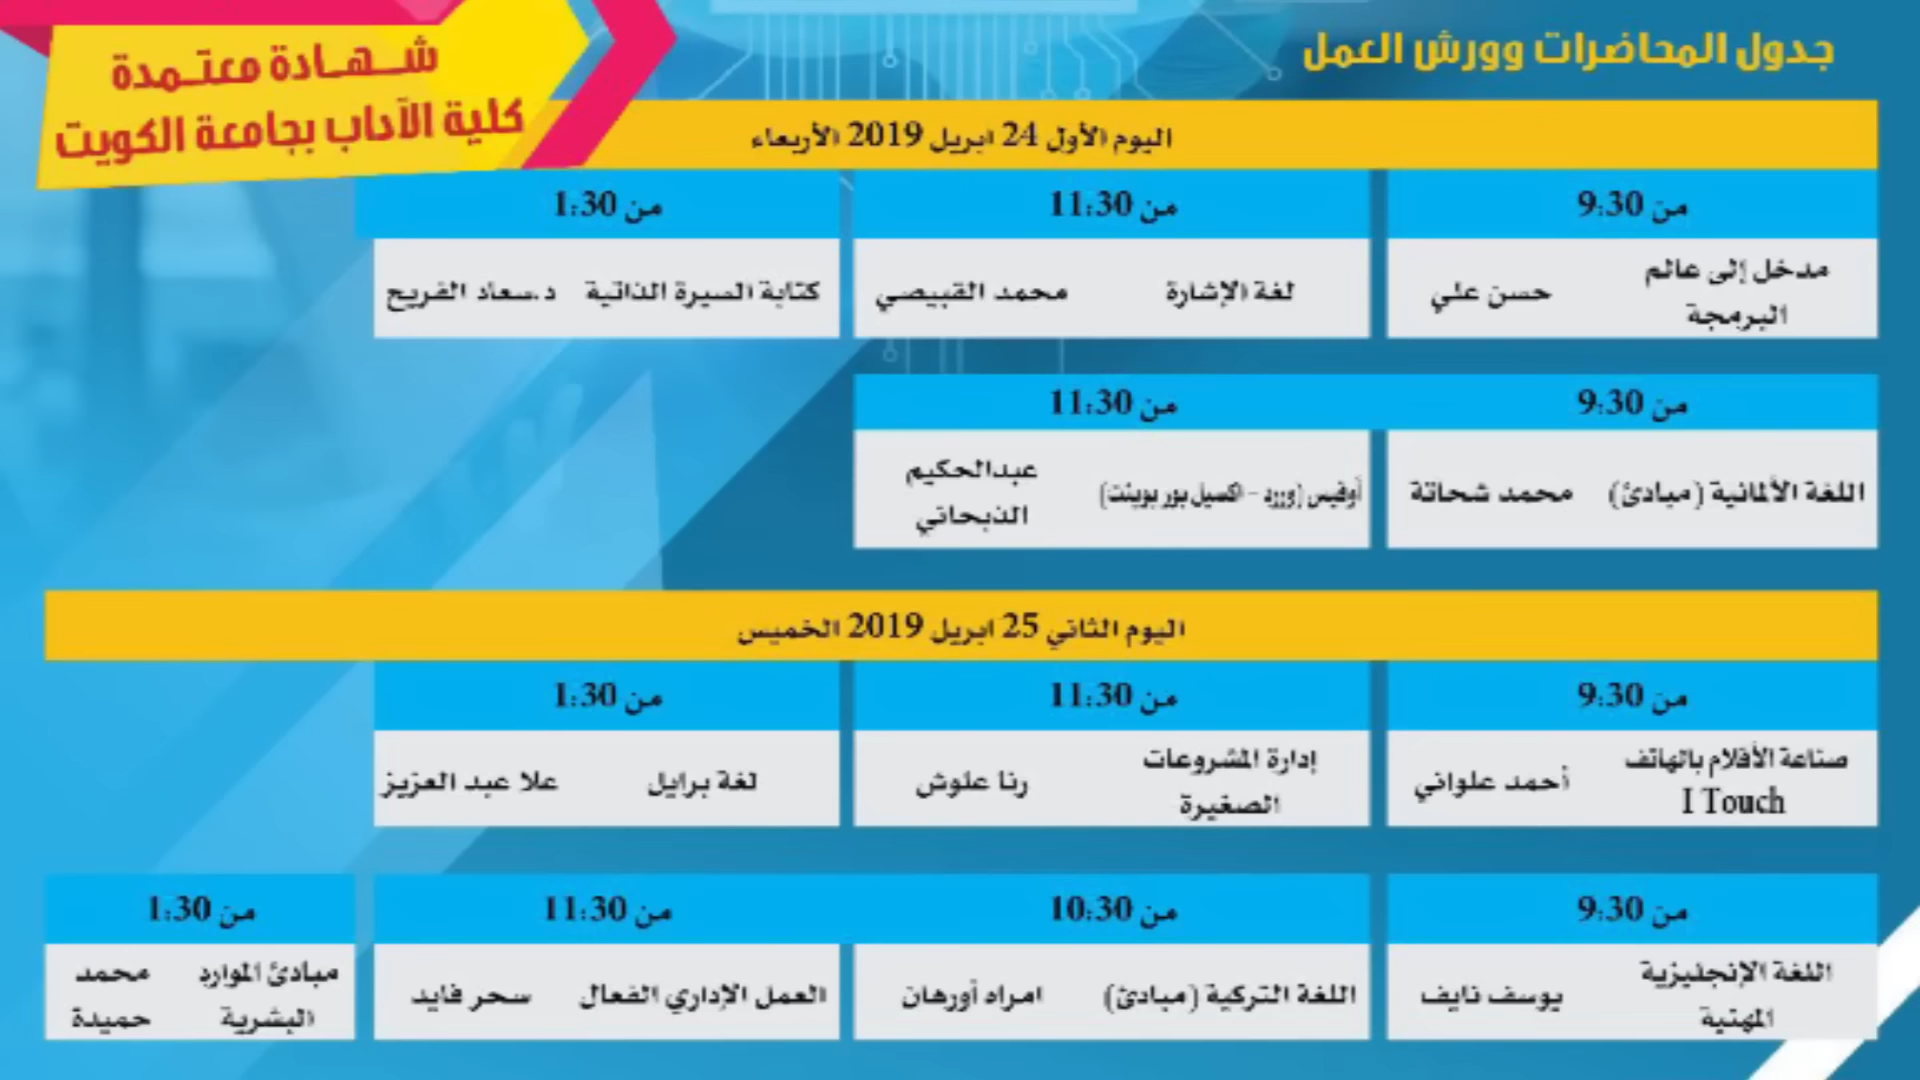 جدول المحاضرات وورش العمل
شهادة معتمدة
كلية الآداب بجامعة الكويت
اليوم الأول 24 ابريل 2019 الأربعاء
من 9:30
من 11:30
من 1:30
مدخل إلى عالم
البرمجة
حسن علي
لغة الإشارة
محمد القبيصي
كتابة السيرة الذاتية
د.سعاد الفريح
من 9:30
من 11:30
اللغة الألمانية (مبادئ)
محمد شحاتة
أوفيس (وورد - اكسيل بور بوينت)
عبدالحكيم
الذبحاني
اليوم الثاني 25 ابريل 2019 الخميس
من 9:30
من 11:30
من 1:30
صناعة الأفلام بالهاتف
I Touch
أحمد علواني
إدارة المشروعات
الصغيرة
رنا علوش
لغة برايل
علا عبد العزيز
من 9:30
من 10:30
من 11:30
من 1:30
اللغة الإنجليزية
المهنية
يوسف نايف
اللغة التركية (مبادئ)
امراه أورهان
العمل الإداري الفعال
سحر فايد
مبادئ الموارد
البشرية
محمد
حميدة